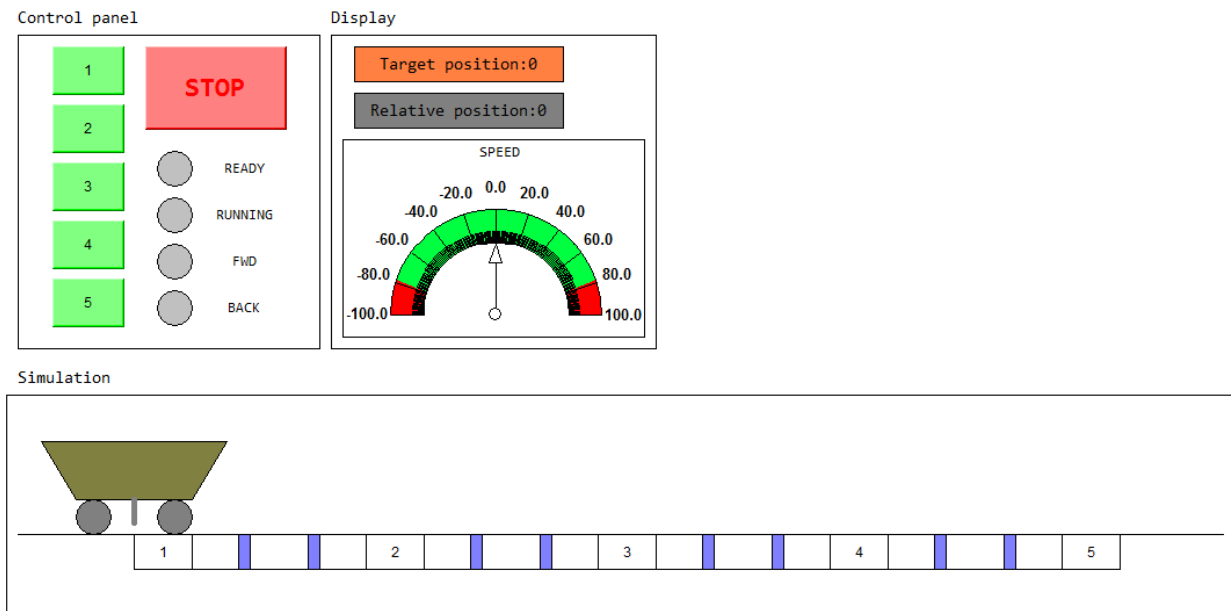 Control panel
1
2
3
4
5
STOP
READY
RUNNING
FWD
BACK
Display
Target position:0
Relative position:0
SPEED
-100.0
-80.0
-60.0
-40.0
-20.0
0.0
20.0
40.0
60.0
80.0
100.0
Simulation
1 2 3 4 5